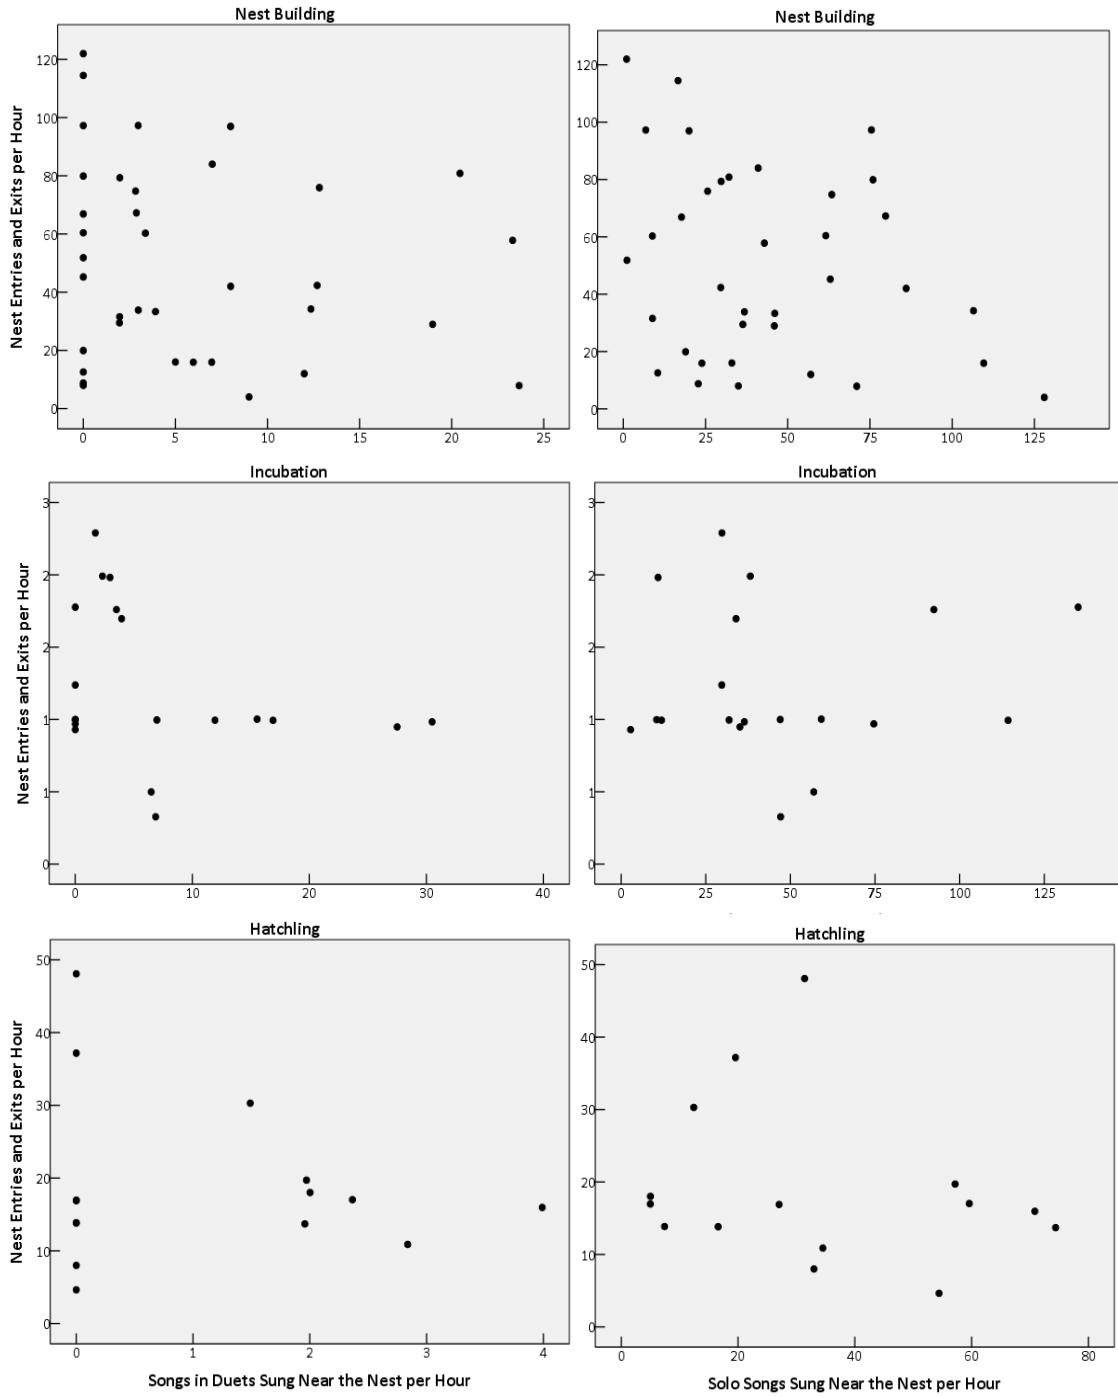 Nest Building
Nest Entries and Exits per Hour
120
100
80
60
40
20
0
0 5 10 15 20 25
Nest Building
120
100
80
60
40
20
0
0 25 50 75 100 125
Incubation
Nest Entries and Exits per Hour
3
2
2
1
1
0
0 10 20 30 40
Incubation
3
2
2
1
1
0
0 25 50 75 100 125
Hatchling
Nest Entries and Exits per Hour
50
40
30
20
10
0
0 1 2 3 4
Songs in Duets Sung Near the Nest per Hour
Hatchling
50
40
30
20
10
0
0 20 40 60 80
Solo Songs Sung Near the Nest per Hour